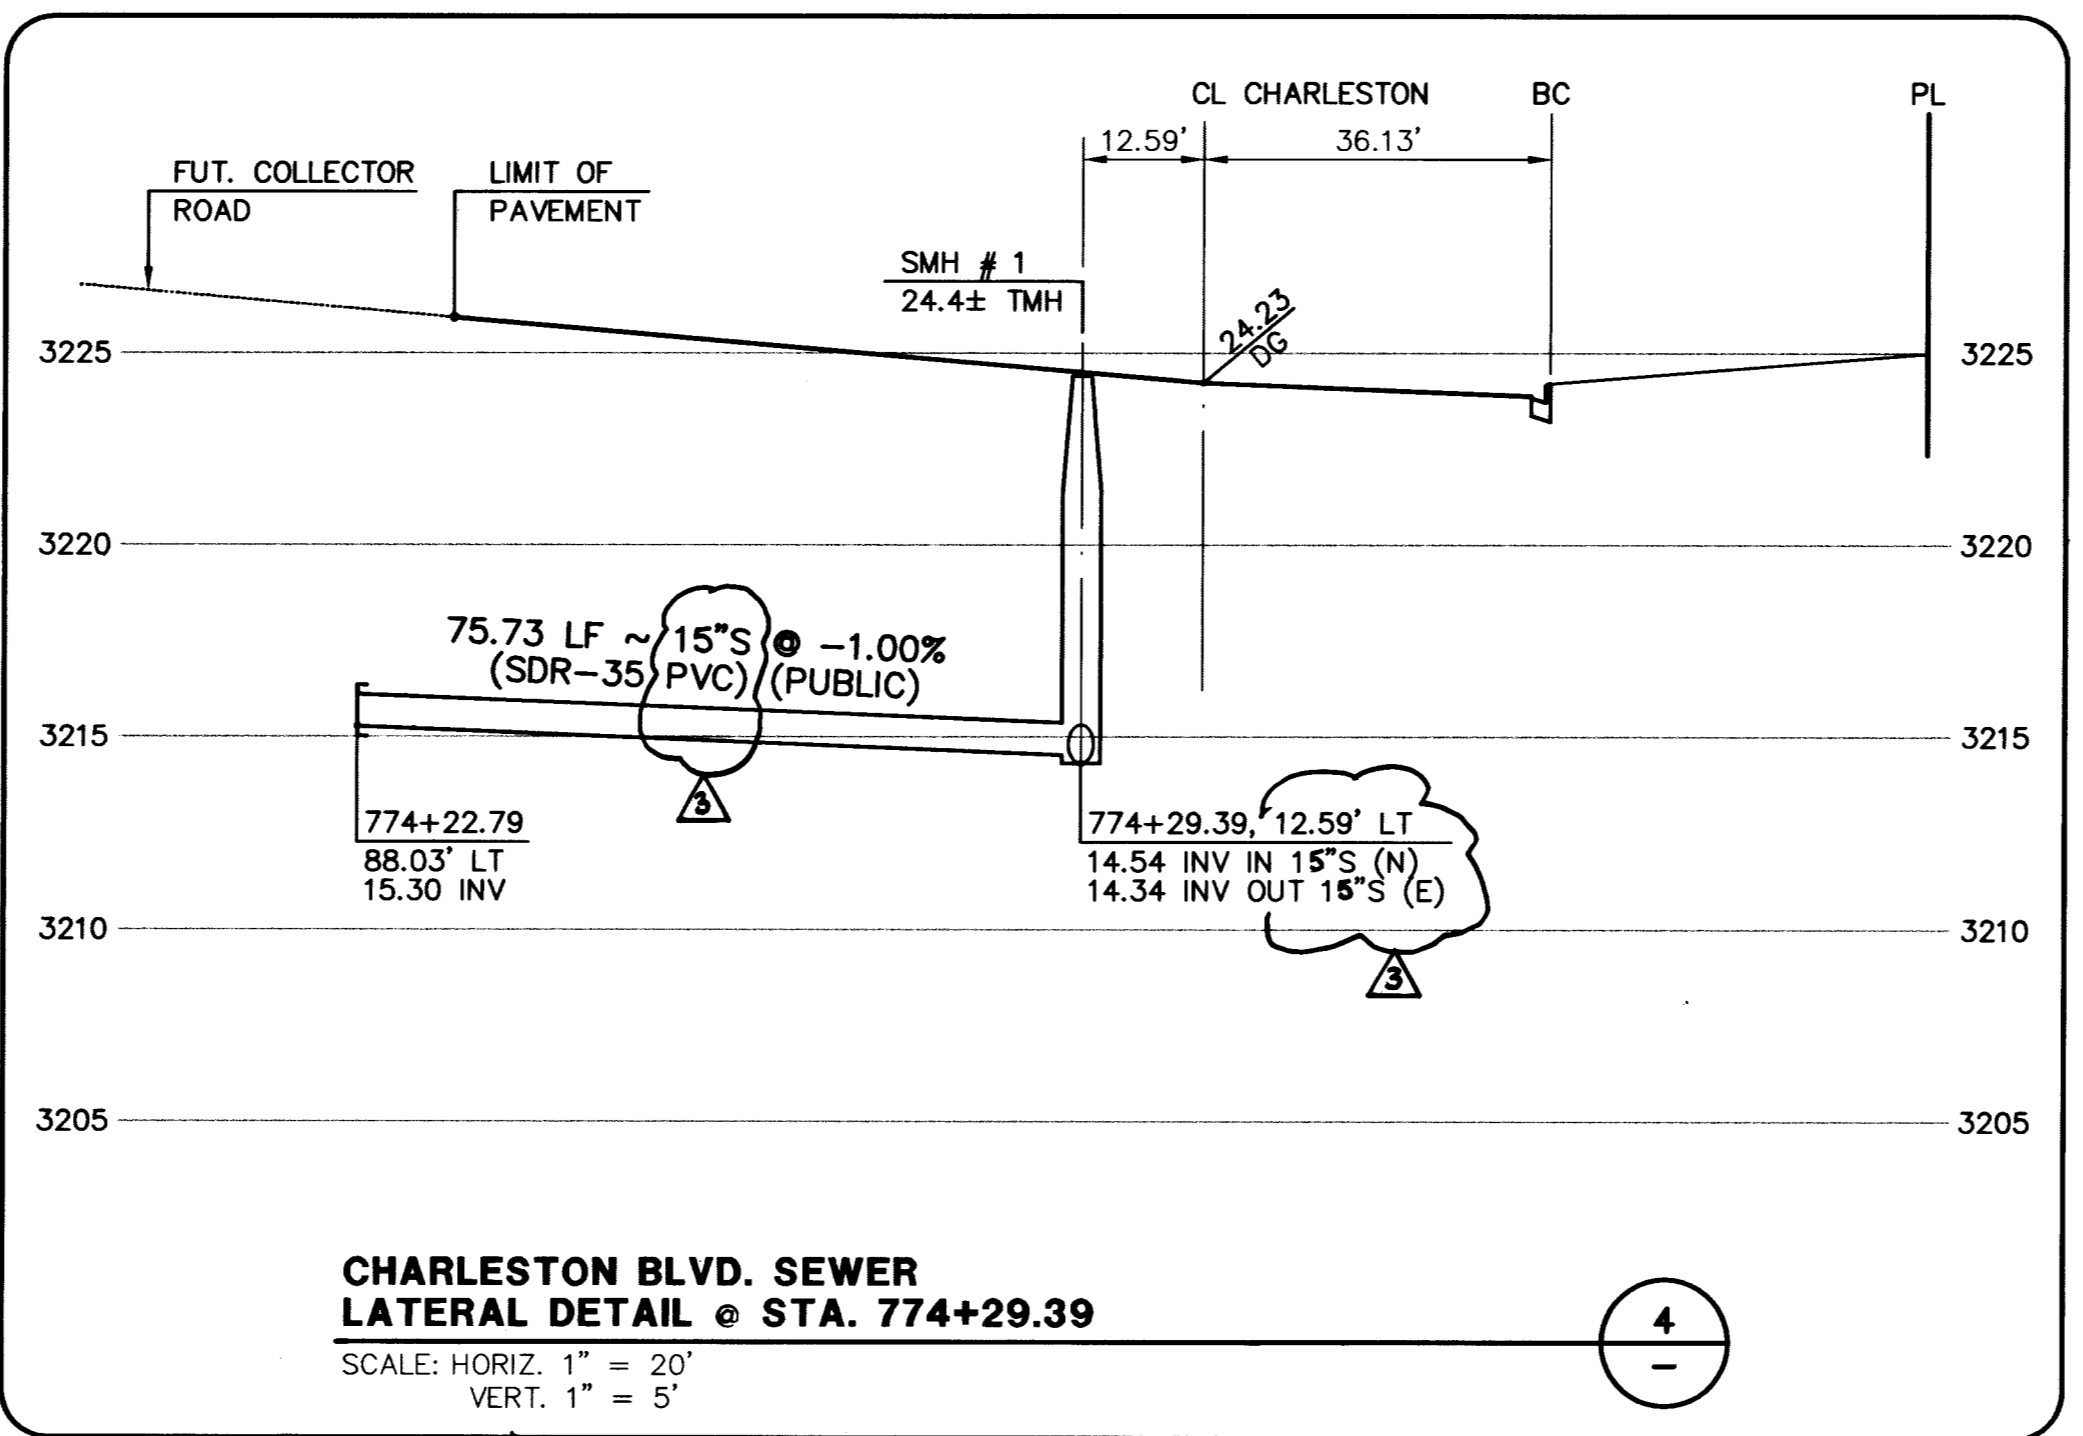 CL CHARLESTON
BC
PL
12.59'
36.13'
FUT. COLLECTOR
ROAD
LIMIT OF
PAVEMENT
SMH # 1
24.4± TMH
24.23
DG
3225
3225
3220
3220
75.73 LF ~ 15"S @ -1.00%
(SDR-35 PVC) (PUBLIC)
3215
3215
3
774+22.79
88.03' LT
15.30 INV
774+29.39, 12.59' LT
14.54 INV IN 15"S (N)
14.34 INV OUT 15"S (E)
3210
3210
3
3205
3205
CHARLESTON BLVD. SEWER
LATERAL DETAIL @ STA. 774+29.39
4
–
SCALE: HORIZ. 1" = 20'
VERT. 1" = 5'